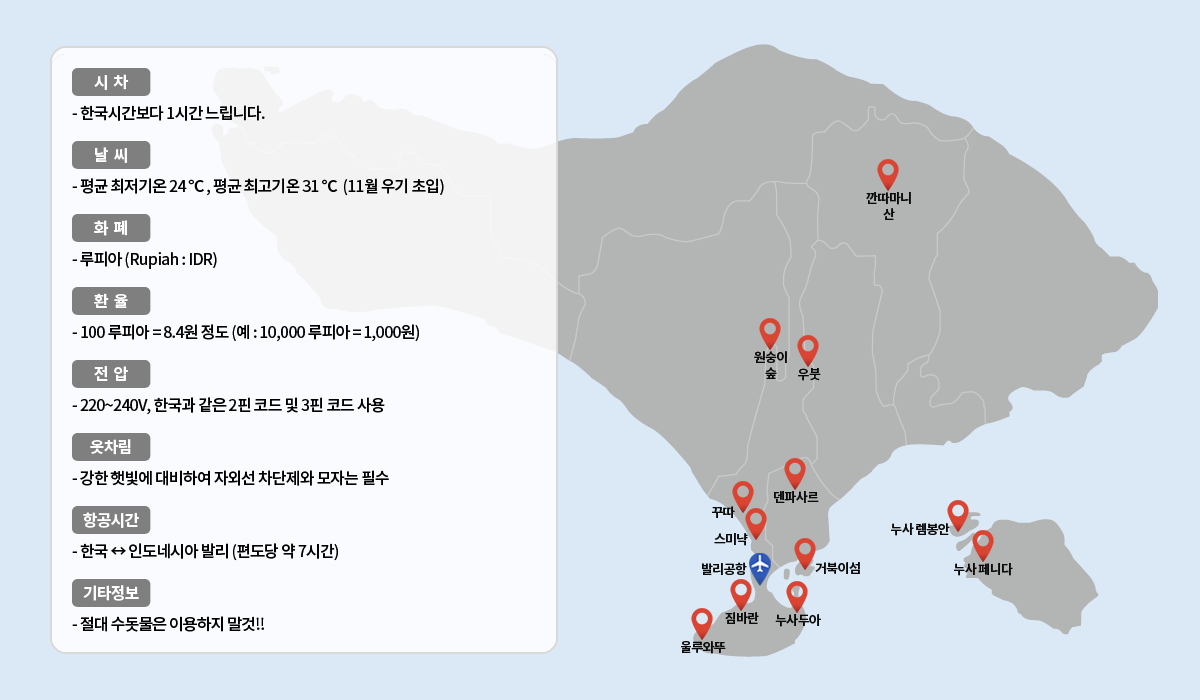 시 차
- 한국시간보다 1시간 느립니다.
날 씨
- 평균 최저기온 24℃, 평균 최고기온 31℃ (11월 우기 초입)
화 폐
- 루피아 (Rupiah : IDR)
환 율
- 100 루피아 = 8.4원 정도 (예 : 10,000 루피아 = 1,000원)
전 압
- 220~240V, 한국과 같은 2핀 코드 및 3핀 코드 사용
옷차림
- 강한 햇빛에 대비하여 자외선 차단제와 모자는 필수
항공시간
- 한국 ↔ 인도네시아 발리 (편도당 약 7시간)
기타정보
- 절대 수돗물은 이용하지 말것!!
깐따마니
산
원숭이
숲
우붓
덴파사르
꾸따
스미냑
발리공항
거북이섬
짐바란
누사두아
울루와뚜
누사 렘봉안
누사 페니다